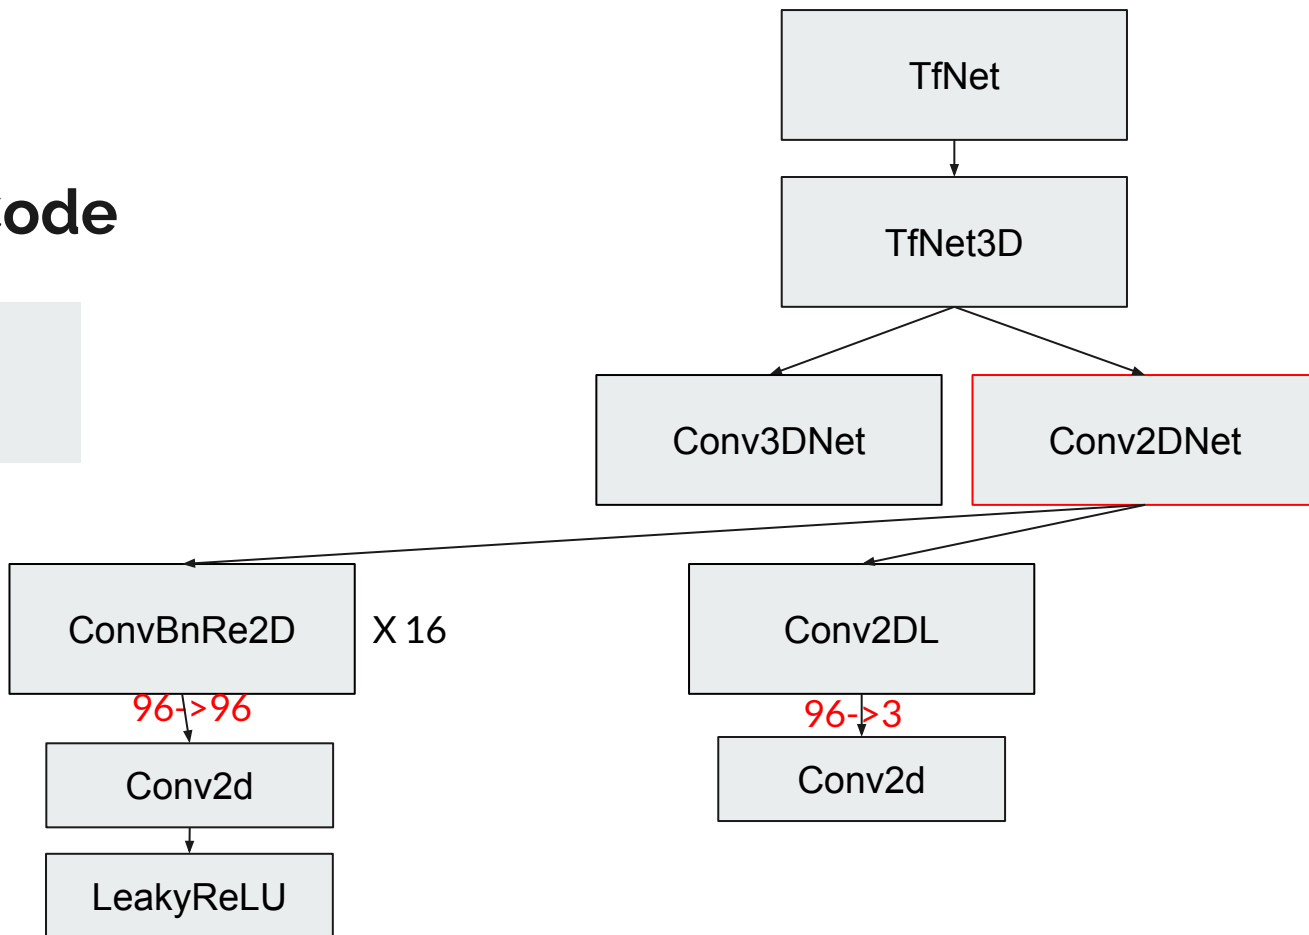 TfNet
TfNet3D
ode
Conv3DNet
Conv2DNet
ConvBnRe2D
X 16
Conv2DL
96->96
96->3
Conv2d
Conv2d
LeakyReLU